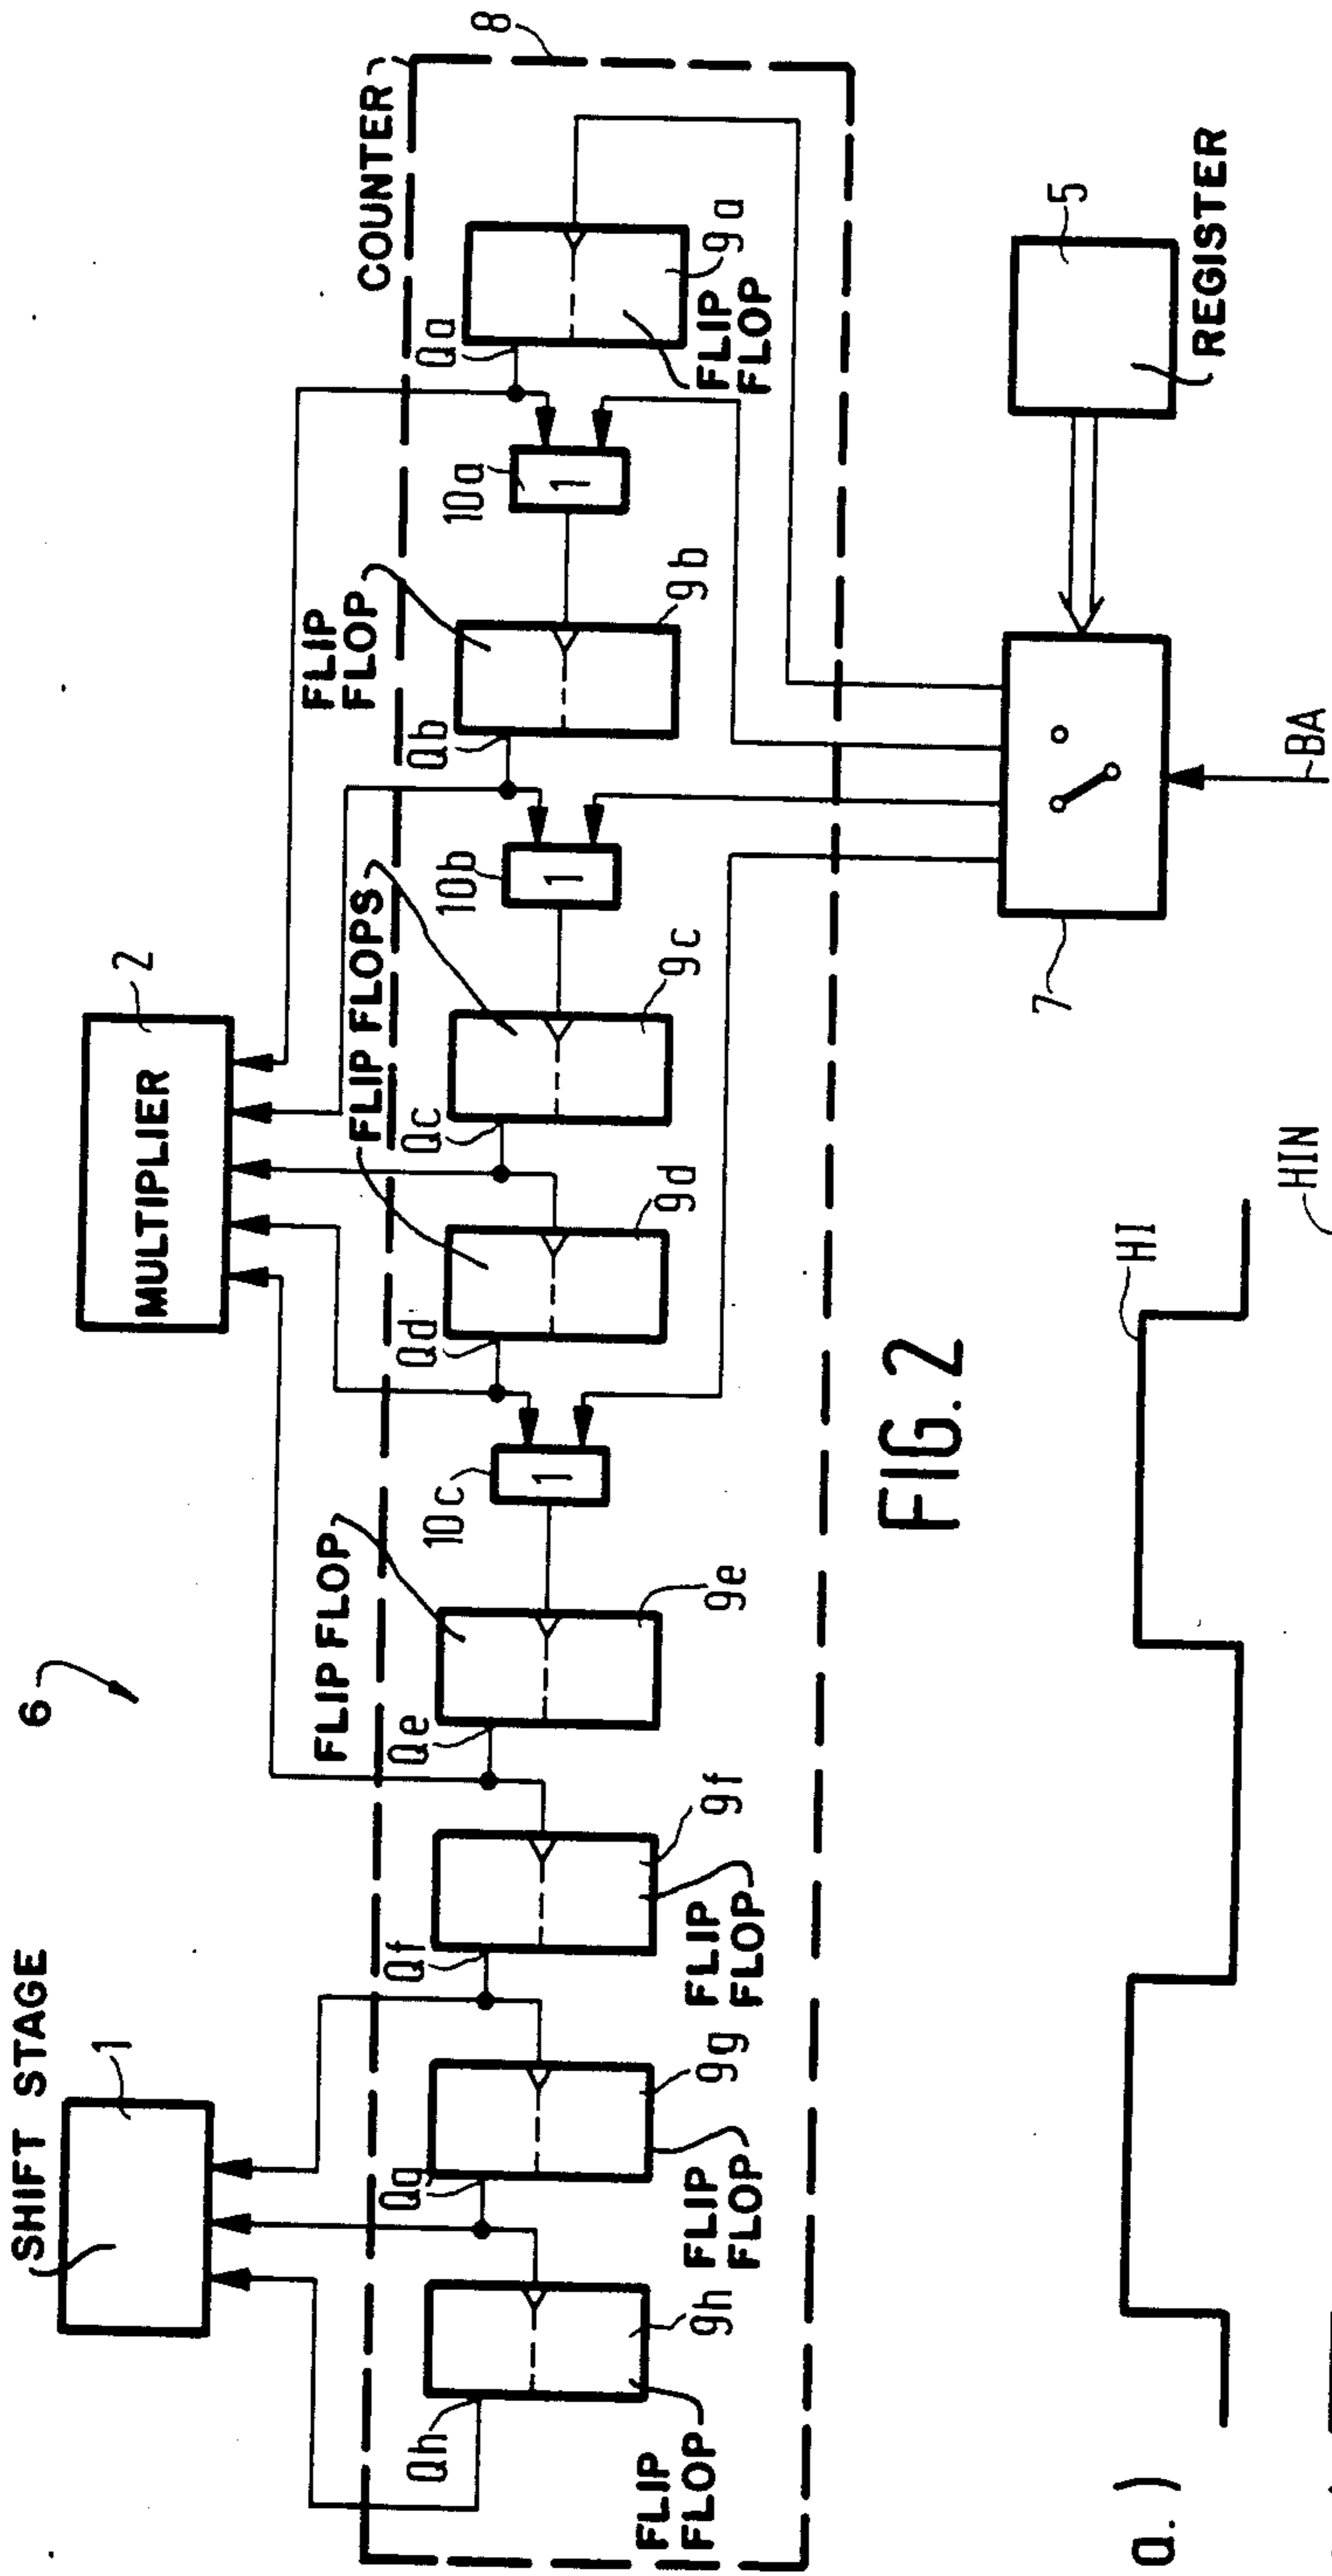 SHIFT STAGE
1
6
MULTIPLIER
2
COUNTER
8
FLIP FLOP
FLIP FLOPS
FLIP
FLOP
Qh
Qg
Qf
Qe
10c
Qd
Qc
10b
Qb
10a
Qa
1
1
1
9h
9g
9f
9e
9d
9c
9b
9a
FLIP
FLOP
FLIP
FLOP
FLIP
FLOP
FLIP
FLOP
7
BA
5
REGISTER
FIG. 2
a.)
HI
HIN